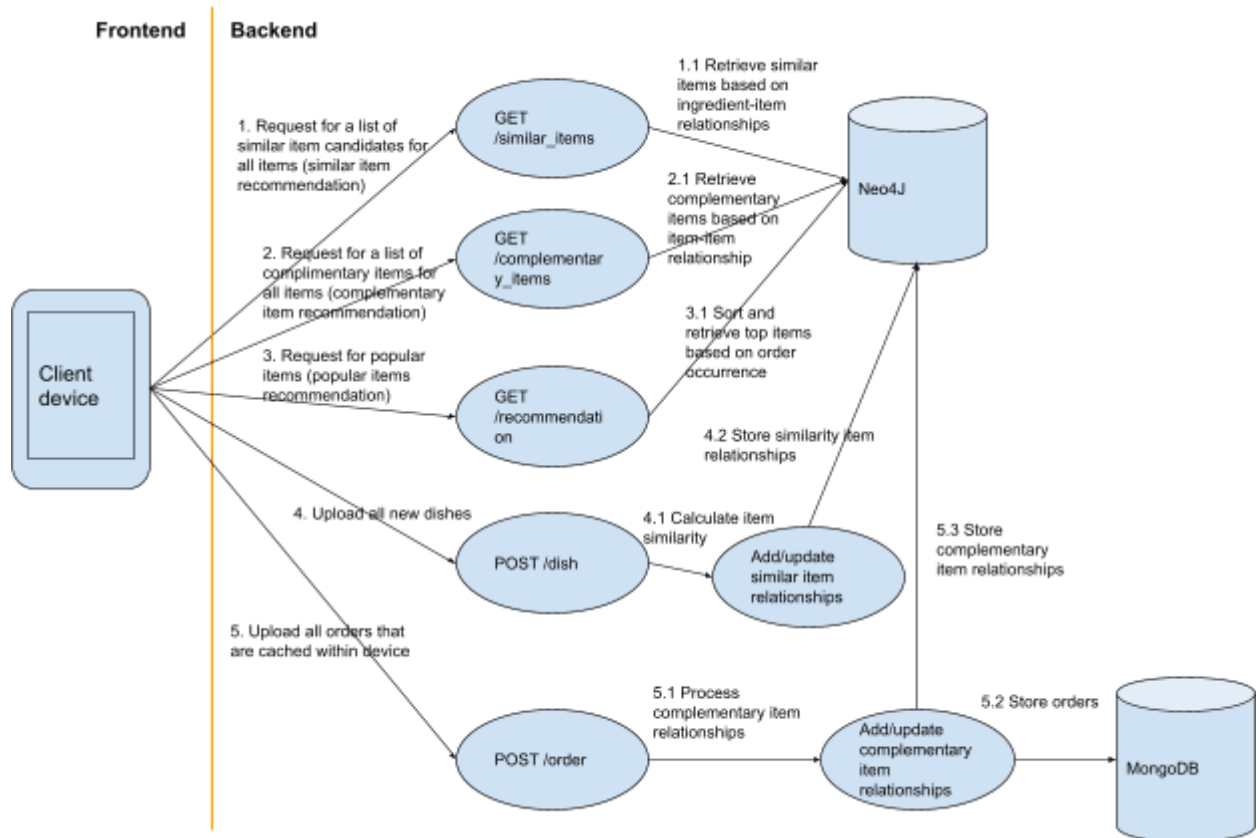 Frontend
Backend
1. Request for a list of
similar item candidates for
all items (similar item
recommendation)
GET
/similar_items
1.1 Retrieve similar
items based on
ingredient-item
relationships
Neo4J
2. Request for a list of
complimentary items for
all items (complementary
item recommendation)
GET
/complementar
y_items
2.1 Retrieve
complementary
items based on
item-item
relationship
Client
device
3. Request for popular
items (popular items
recommendation)
GET
/recommendati
on
3.1 Sort and
retrieve top items
based on order
occurrence
4. Upload all new dishes
POST /dish
4.1 Calculate item
similarity
Add/update
similar item
relationships
4.2 Store similarity item
relationships
5. Upload all orders that
are cached within device
POST /order
5.1 Process
complementary item
relationships
Add/update
complementary
item
relationships
5.2 Store orders
MongoDB
5.3 Store
complementary
item relationships